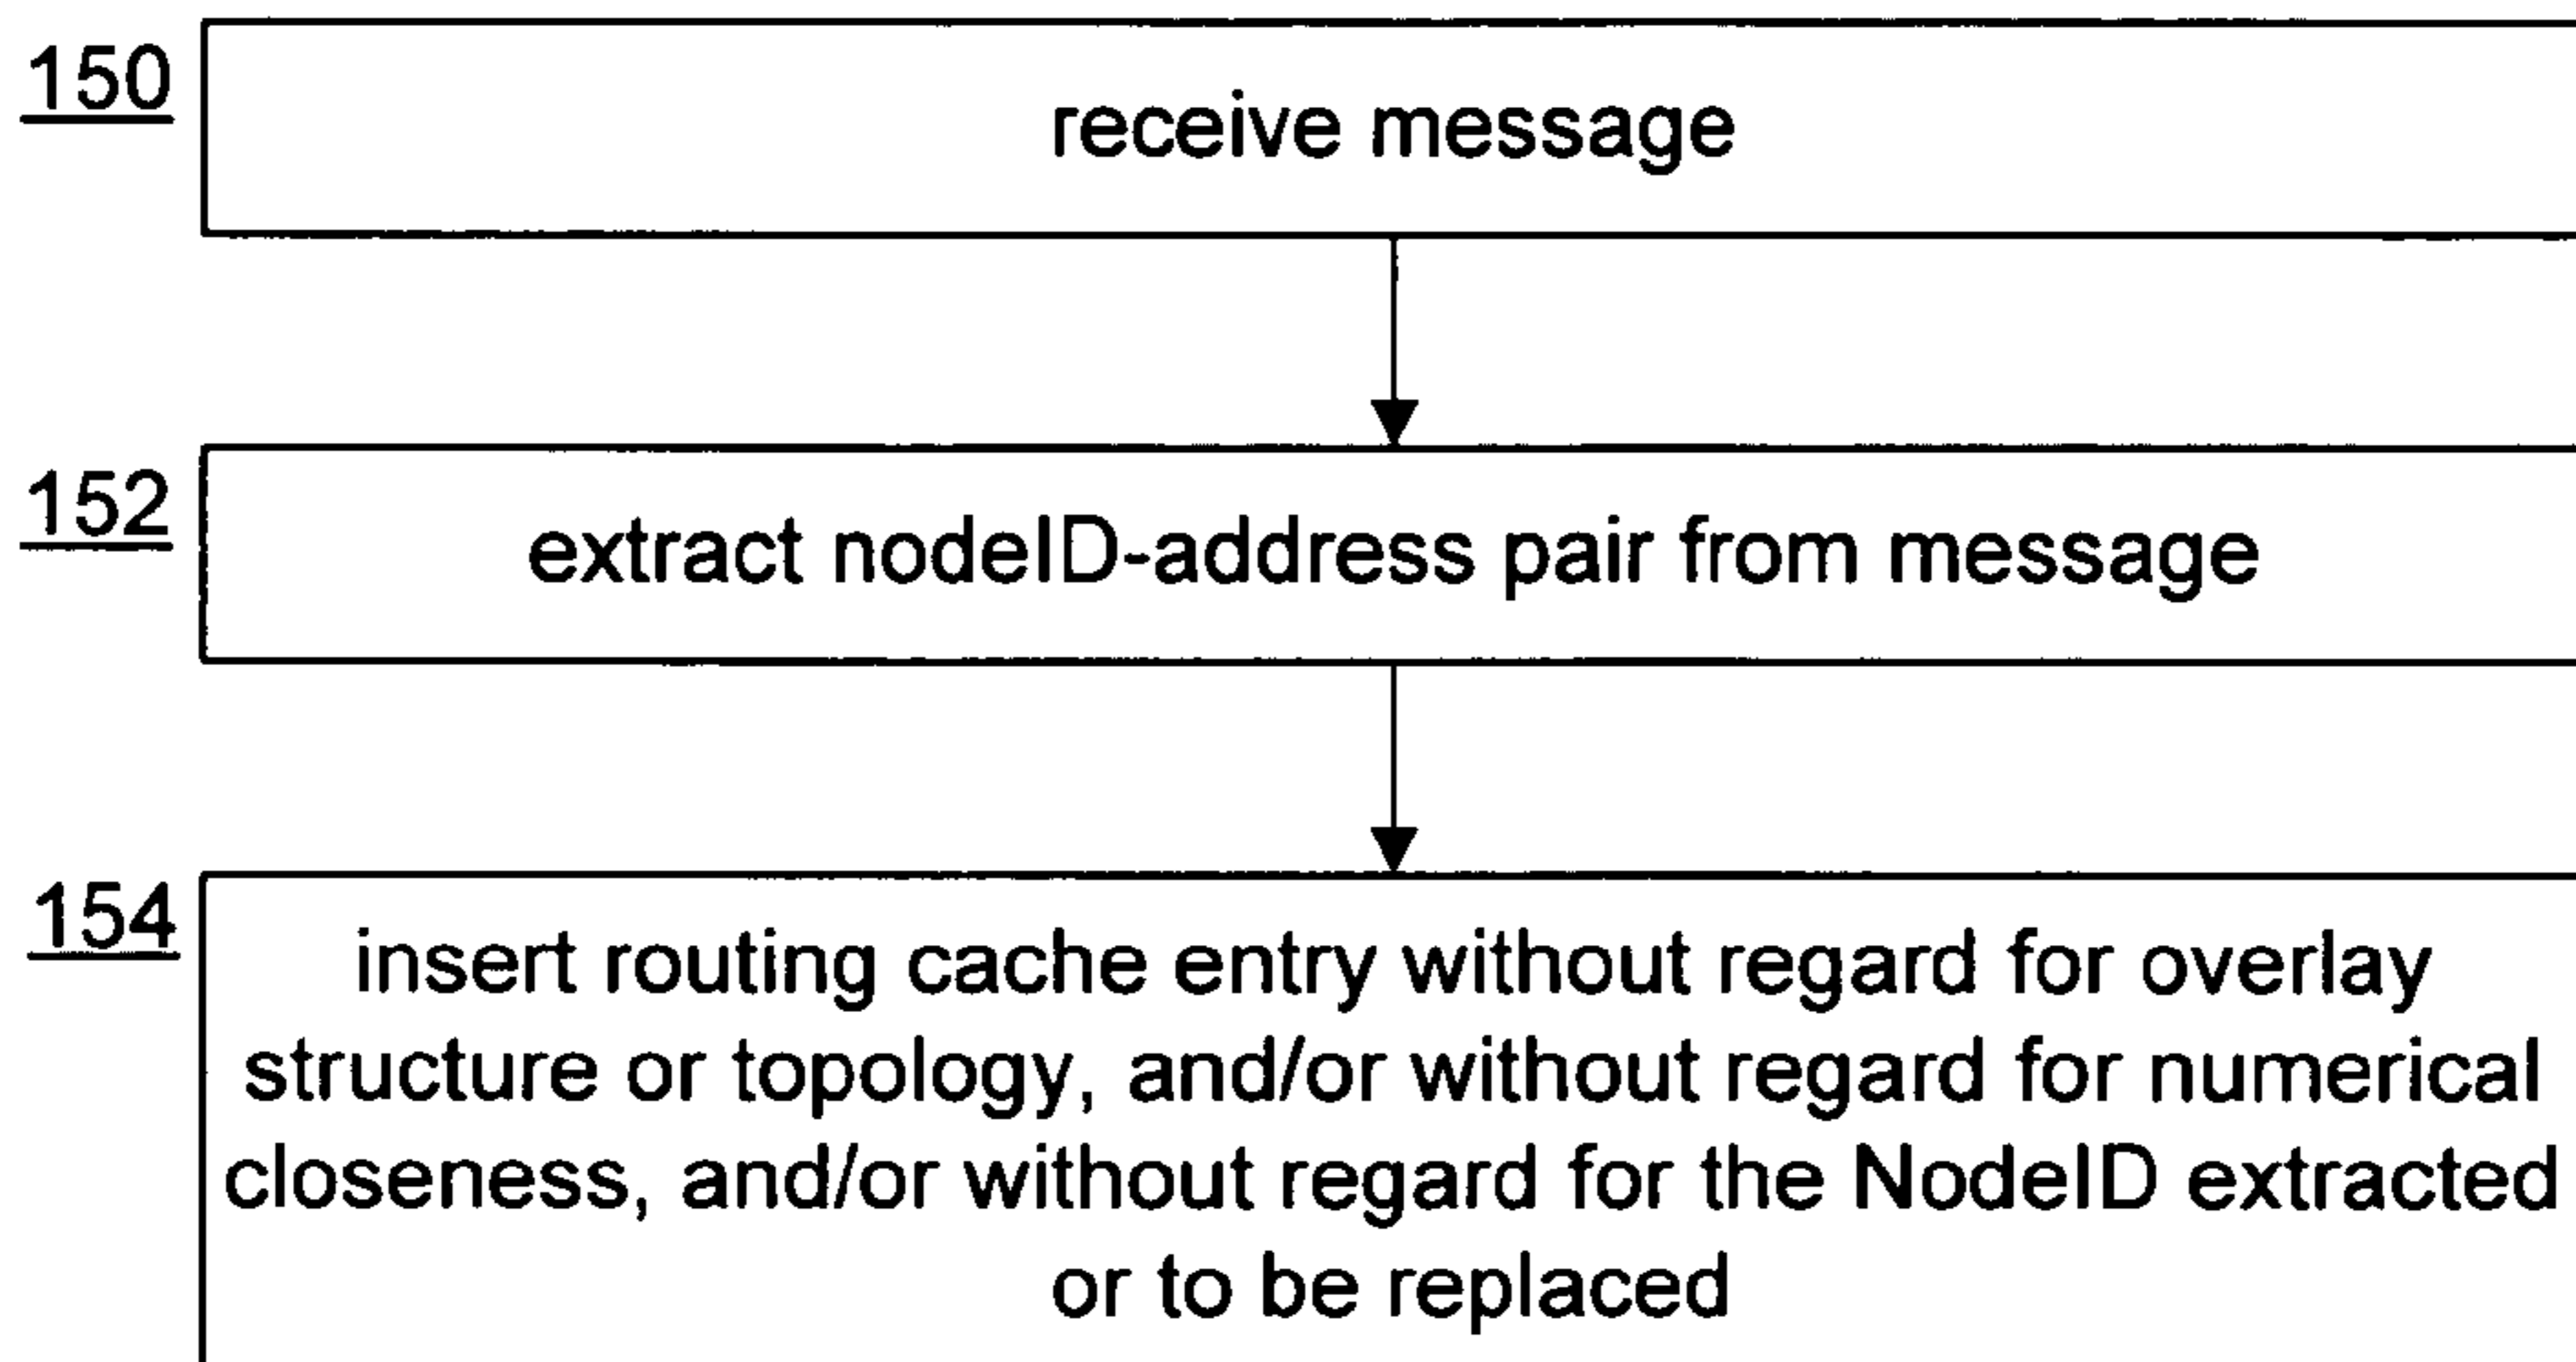 150
receive message
152
extract nodeID-address pair from message
154
insert routing cache entry without regard for overlay
structure or topology, and/or without regard for numerical
closeness, and/or without regard for the NodeID extracted
or to be replaced